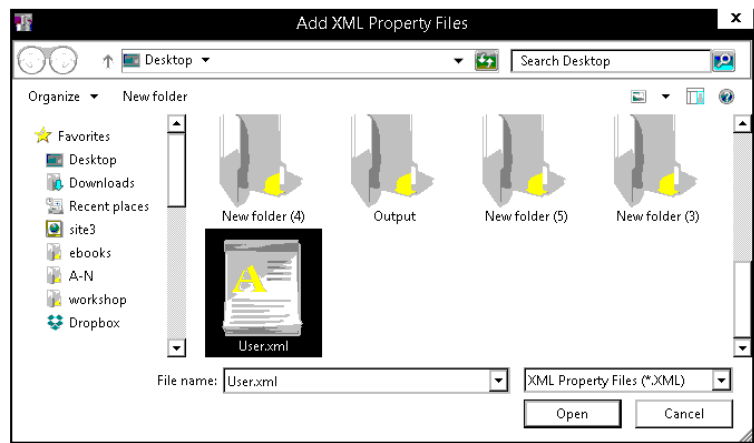 Add XML Property Files
x
Desktop
Search Desktop
Organize
New folder
Favorites
Desktop
Downloads
Recent places
site3
ebooks
A-N
workshop
Dropbox
New folder (4)
Output
New folder (5)
New folder (3)
A
User.xml
File name:
User.xml
XML Property Files (*.XML)
Open
Cancel